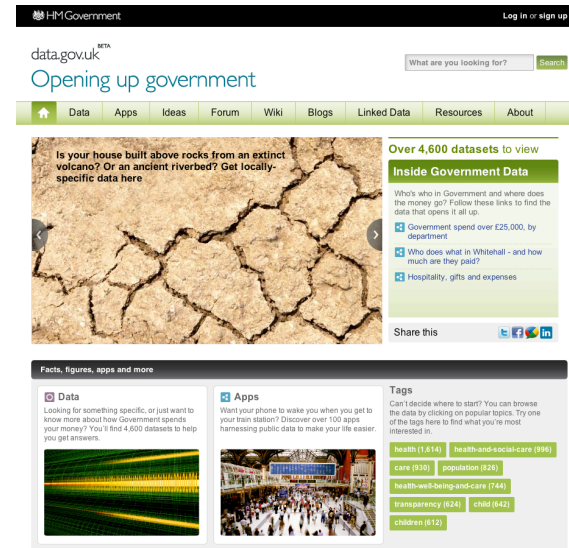 HM Government
Log in or sign up
data.gov.uk BETA
Opening up government
What are you looking for?
Search
Data
Apps
Ideas
Forum
Wiki
Blogs
Linked Data
Resources
About
Is your house built above rocks from an extinct
volcano? Or an ancient riverbed? Get locally-
specific data here
Over 4,600 datasets to view
Inside Government Data
Who's who in Government and where does
the money go? Follow these links to find the
data that opens it all up.
Government spend over £25,000, by
department
Who does what in Whitehall - and how
much are they paid?
Hospitality, gifts and expenses
Share this
Facts, figures, apps and more
Data
Looking for something specific, or just want to
know more about how Government spends
your money? You'll find 4,600 datasets to help
you get answers.
Apps
Want your phone to wake you when you get to
your train station? Discover over 100 apps
harnessing public data to make your life easier.
Tags
Can't decide where to start? You can browse
the data by clicking on popular topics. Try one
of the tags here to find what you're most
interested in.
health (1,614) health-and-social-care (996)
care (930) population (826)
health-well-being-and-care (744)
transparency (624) child (642)
children (612)